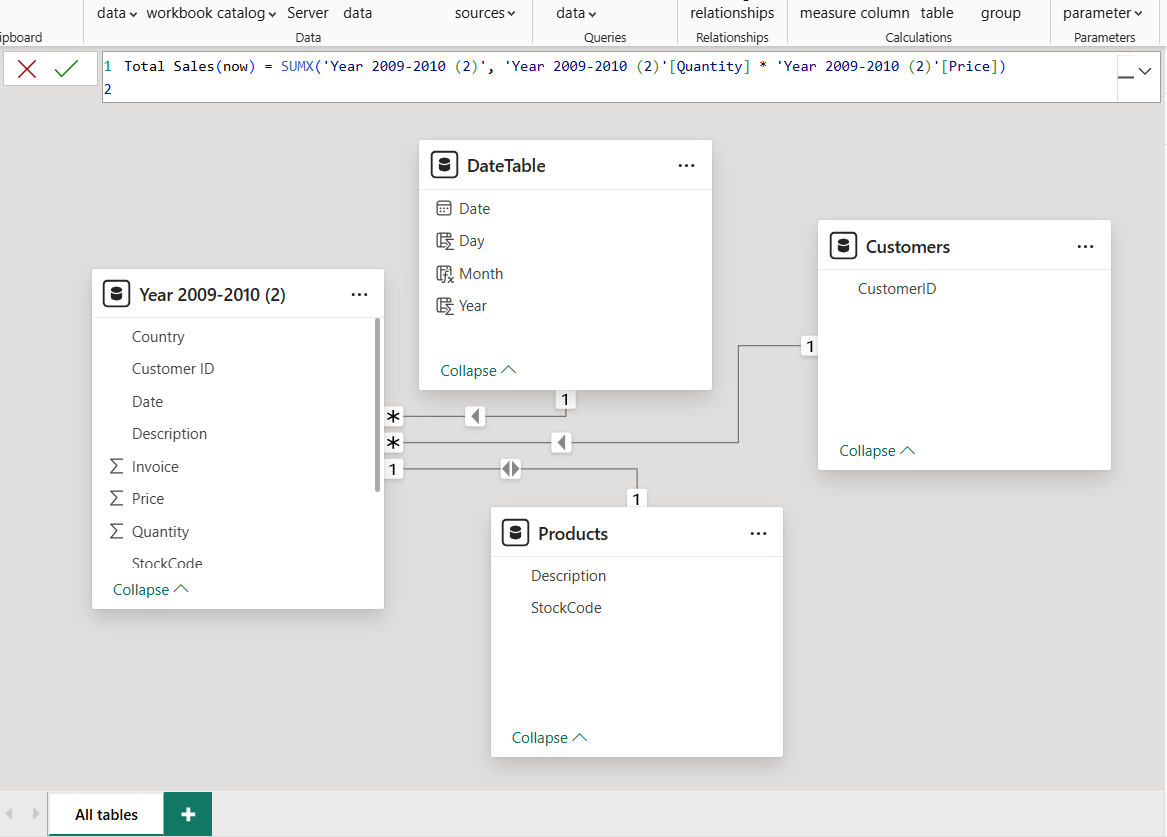 data workbook catalog Server data sources data relationships measure column table group parameter
ipboard Data Queries Relationships Calculations Parameters
1 Total Sales(now) = SUMX('Year 2009-2010 (2)', 'Year 2009-2010 (2)'[Quantity] * 'Year 2009-2010 (2)'[Price])
2
DateTable
Date
Day
Month
Year
Collapse
Customers
CustomerID
Collapse
Year 2009-2010 (2)
Country
Customer ID
Date
Description
Invoice
Price
Quantity
StockCode
Collapse
1
*
*
1
1
1
Products
Description
StockCode
Collapse
All tables